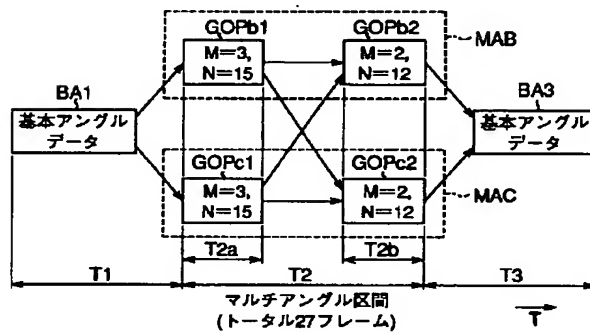 GOPb1
GOPb2
MAB
M=3,
N=15
M=2,
N=12
BA1
基本アングル
データ
BA3
基本アングル
データ
GOPc1
GOPc2
M=3,
N=15
M=2,
N=12
MAC
T2a
T2b
T1
T2
T3
マルチアングル区間
(トータル27フレーム)
T